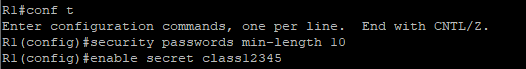 R1#conf t
Enter configuration commands, one per line.  End with CNTL/Z.
R1(config)#security passwords min-length 10
R1(config)#enable secret class12345